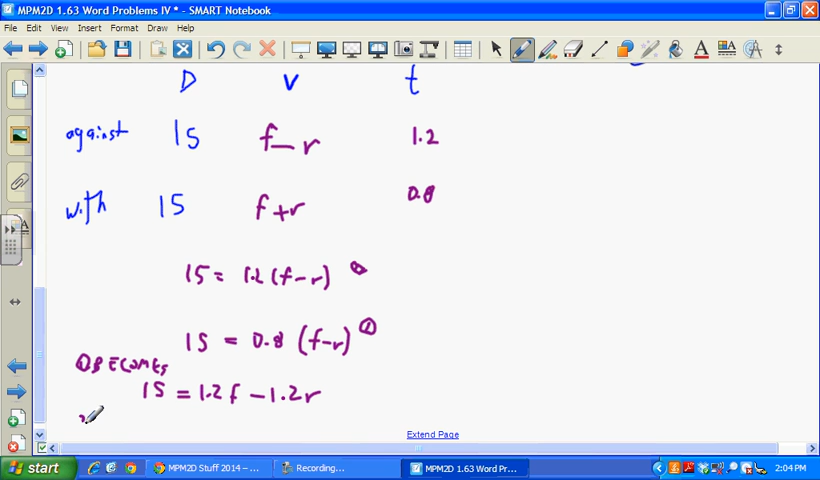 MPM2D 1.63 Word Problems IV * - SMART Notebook
File Edit View Insert Format Draw Help
D v t
against 15 f-r 1.2
with 15 f+r 0.8
15 = 1.2(f-r)
15 = 0.8 (f-r) ②
① BECOMES
15 = 1.2f - 1.2r
Extend Page
start MPM2D Stuff 2014 – ... Recording... MPM2D 1.63 Word Pr... 2:04 PM